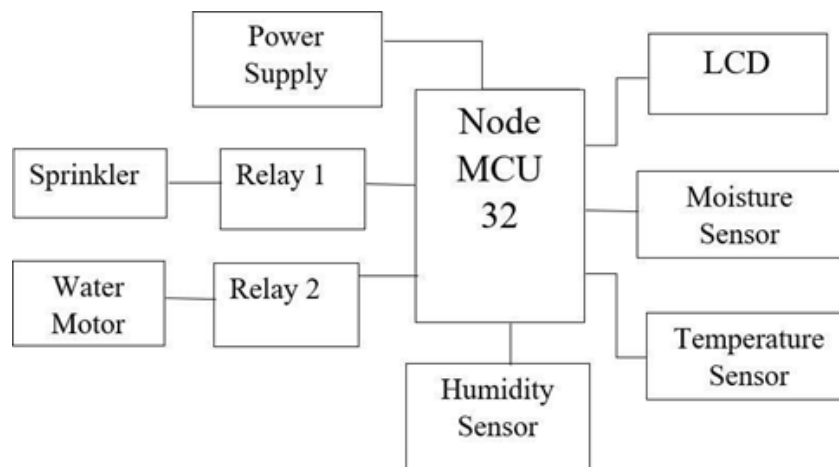 Power
Supply
LCD
Node
MCU
32
Sprinkler
Relay 1
Moisture
Sensor
Water
Motor
Relay 2
Temperature
Sensor
Humidity
Sensor